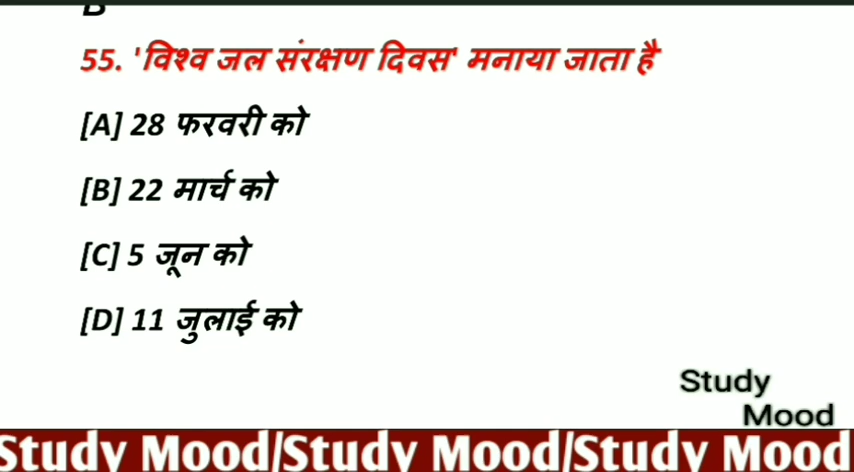 B
55. 'विश्व जल संरक्षण दिवस' मनाया जाता है
[A] 28 फरवरी को
[B] 22 मार्च को
[C] 5 जून को
[D] 11 जुलाई को
Study
Mood
Study Mood/Study Mood/Study Mood